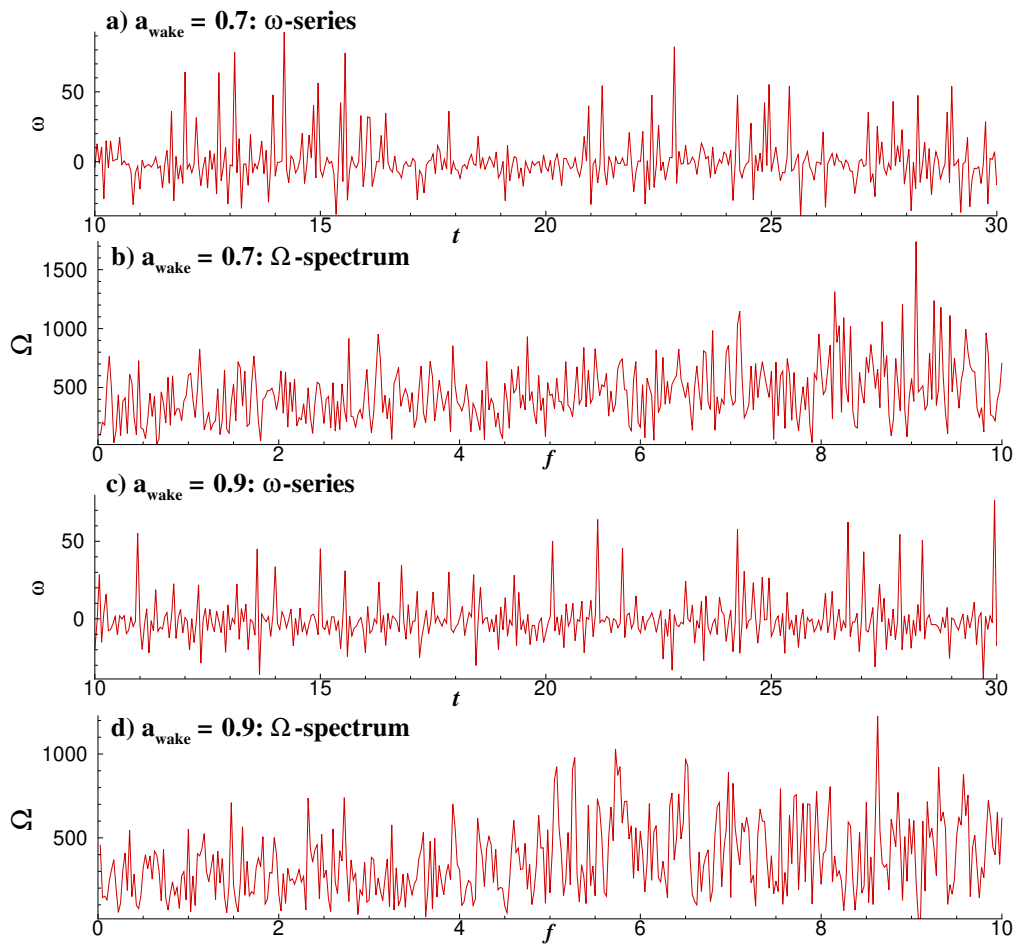 a) a_wake = 0.7: ω-series
50
0
ω
10 15 20 25 30
t
b) a_wake = 0.7: Ω-spectrum
1500
1000
500
Ω
0 2 4 6 8 10
f
c) a_wake = 0.9: ω-series
50
0
ω
10 15 20 25 30
t
d) a_wake = 0.9: Ω-spectrum
1000
500
Ω
0 2 4 6 8 10
f